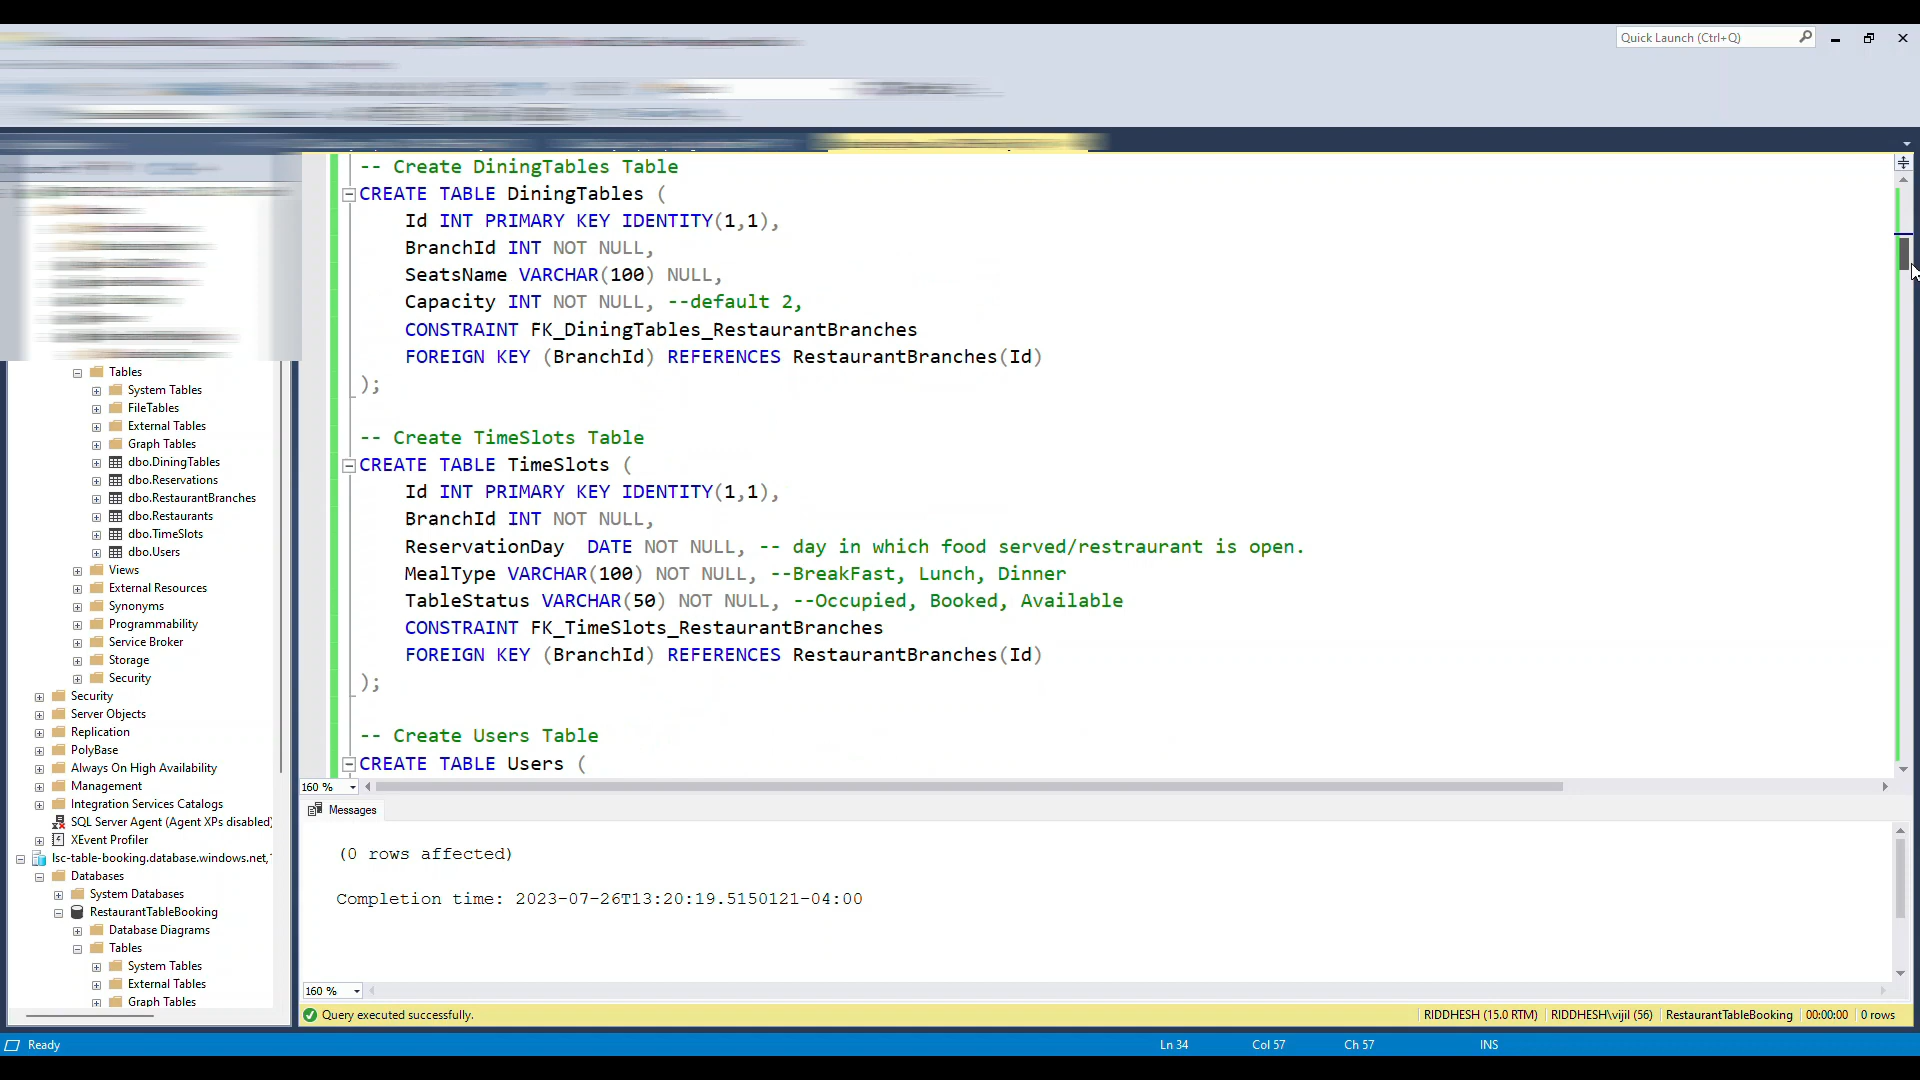 Quick Launch (Ctrl+Q)
-- Create DiningTables Table
CREATE TABLE DiningTables (
Id INT PRIMARY KEY IDENTITY(1,1),
BranchId INT NOT NULL,
SeatsName VARCHAR(100) NULL,
Capacity INT NOT NULL, --default 2,
CONSTRAINT FK_DiningTables_RestaurantBranches
FOREIGN KEY (BranchId) REFERENCES RestaurantBranches(Id)
);
-- Create TimeSlots Table
CREATE TABLE TimeSlots (
Id INT PRIMARY KEY IDENTITY(1,1),
BranchId INT NOT NULL,
ReservationDay  DATE NOT NULL, -- day in which food served/restraurant is open.
MealType VARCHAR(100) NOT NULL, --BreakFast, Lunch, Dinner
TableStatus VARCHAR(50) NOT NULL, --Occupied, Booked, Available
CONSTRAINT FK_TimeSlots_RestaurantBranches
FOREIGN KEY (BranchId) REFERENCES RestaurantBranches(Id)
);
-- Create Users Table
CREATE TABLE Users (
160 %
Tables
System Tables
FileTables
External Tables
Graph Tables
dbo.DiningTables
dbo.Reservations
dbo.RestaurantBranches
dbo.Restaurants
dbo.TimeSlots
dbo.Users
Views
External Resources
Synonyms
Programmability
Service Broker
Storage
Security
Security
Server Objects
Replication
PolyBase
Always On High Availability
Management
Integration Services Catalogs
SQL Server Agent (Agent XPs disabled)
XEvent Profiler
lsc-table-booking.database.windows.net,
Databases
System Databases
RestaurantTableBooking
Database Diagrams
Tables
System Tables
External Tables
Graph Tables
Messages
(0 rows affected)
Completion time: 2023-07-26T13:20:19.5150121-04:00
160 %
Query executed successfully.
RIDDHESH (15.0 RTM)
RIDDHESH\vijil (56)
RestaurantTableBooking
00:00:00
0 rows
Ready
Ln 34
Col 57
Ch 57
INS